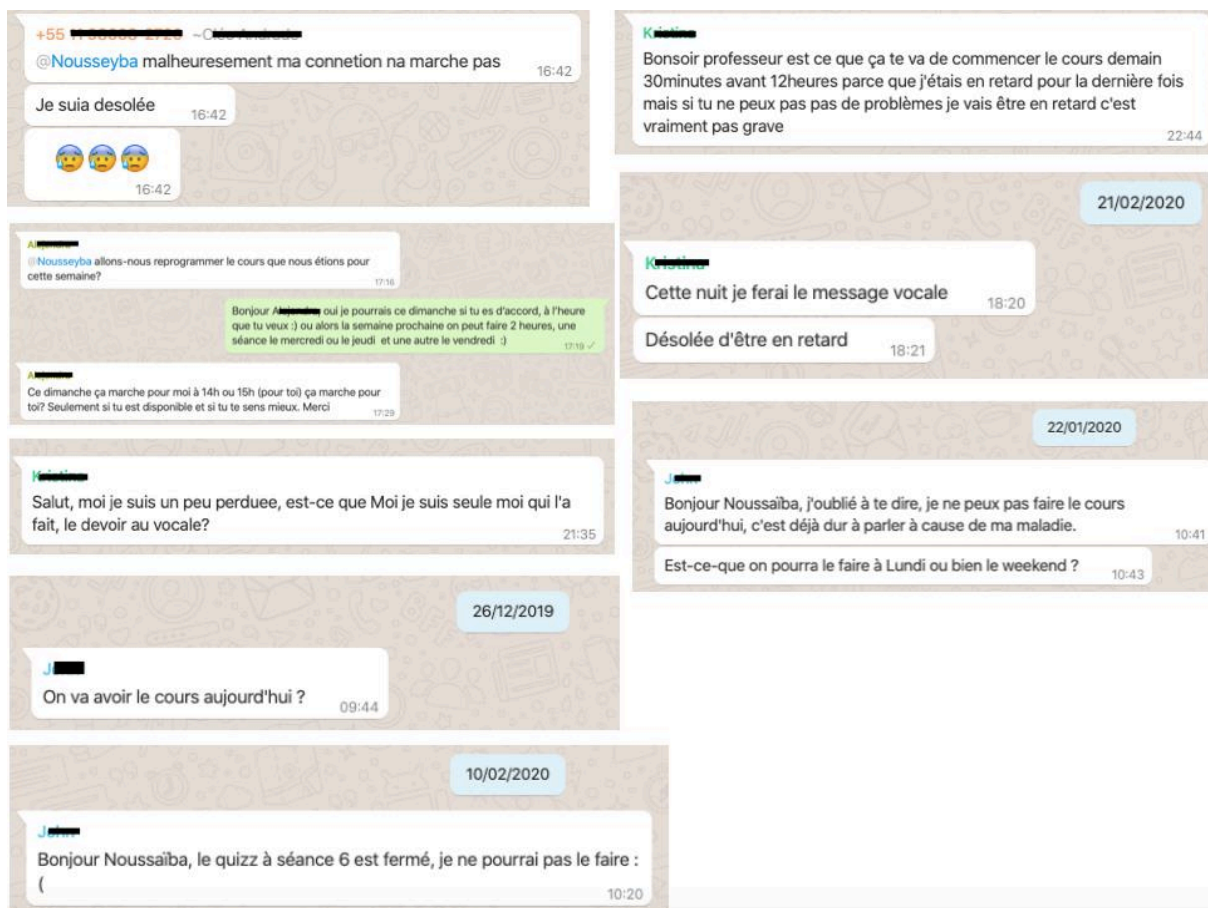 +55
@Nousseyba malheuresement ma connetion na marche pas
16:42
Je suia desolée
16:42
16:42
@Nousseyba allons-nous reprogrammer le cours que nous étions pour
cette semaine?
17:16
Bonjour oui je pourrais ce dimanche si tu es d'accord, à l'heure
que tu veux :) ou alors la semaine prochaine on peut faire 2 heures, une
séance le mercredi ou le jeudi et une autre le vendredi :)
17:19
Ce dimanche ça marche pour moi à 14h ou 15h (pour toi) ça marche pour
toi? Seulement si tu est disponible et si tu te sens mieux. Merci
17:29
Salut, moi je suis un peu perduee, est-ce que Moi je suis seule moi qui l'a
fait, le devoir au vocale?
21:35
26/12/2019
On va avoir le cours aujourd'hui ?
09:44
10/02/2020
Bonjour Noussaïba, le quizz à séance 6 est fermé, je ne pourrai pas le faire :
(
10:20
Bonsoir professeur est ce que ça te va de commencer le cours demain
30minutes avant 12heures parce que j'étais en retard pour la dernière fois
mais si tu ne peux pas pas de problèmes je vais être en retard c'est
vraiment pas grave
22:44
21/02/2020
Cette nuit je ferai le message vocale
18:20
Désolée d'être en retard
18:21
22/01/2020
Bonjour Noussaïba, j'oublié à te dire, je ne peux pas faire le cours
aujourd'hui, c'est déjà dur à parler à cause de ma maladie.
10:41
Est-ce-que on pourra le faire à Lundi ou bien le weekend ?
10:43